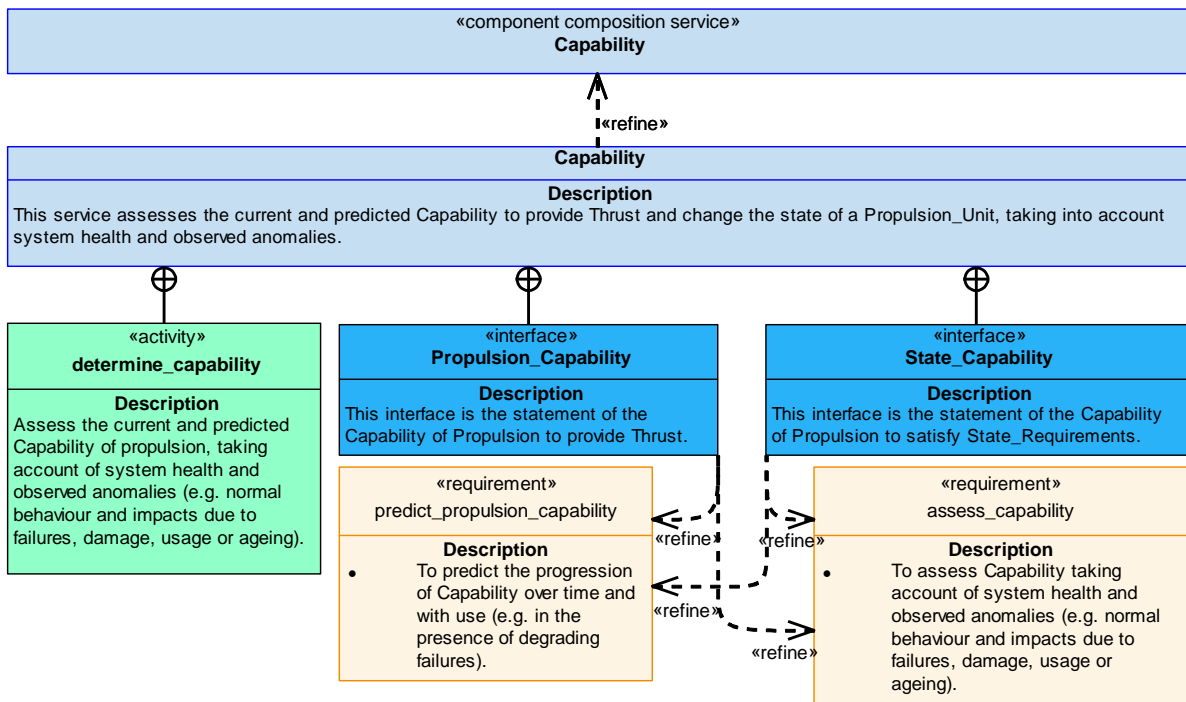 «component composition service»
Capability
«refine»
Capability
Description
This service assesses the current and predicted Capability to provide Thrust and change the state of a Propulsion_Unit, taking into account
system health and observed anomalies.
«activity»
determine_capability
Description
Assess the current and predicted
Capability of propulsion, taking
account of system health and
observed anomalies (e.g. normal
behaviour and impacts due to
failures, damage, usage or ageing).
«interface»
Propulsion_Capability
Description
This interface is the statement of the
Capability of Propulsion to provide Thrust.
«interface»
State_Capability
Description
This interface is the statement of the Capability
of Propulsion to satisfy State_Requirements.
«requirement»
predict_propulsion_capability
Description
• To predict the progression
of Capability over time and
with use (e.g. in the
presence of degrading
failures).
«refine»
«refine»
«refine»
«refine»
«requirement»
assess_capability
Description
• To assess Capability taking
account of system health and
observed anomalies (e.g. normal
behaviour and impacts due to
failures, damage, usage or
ageing).